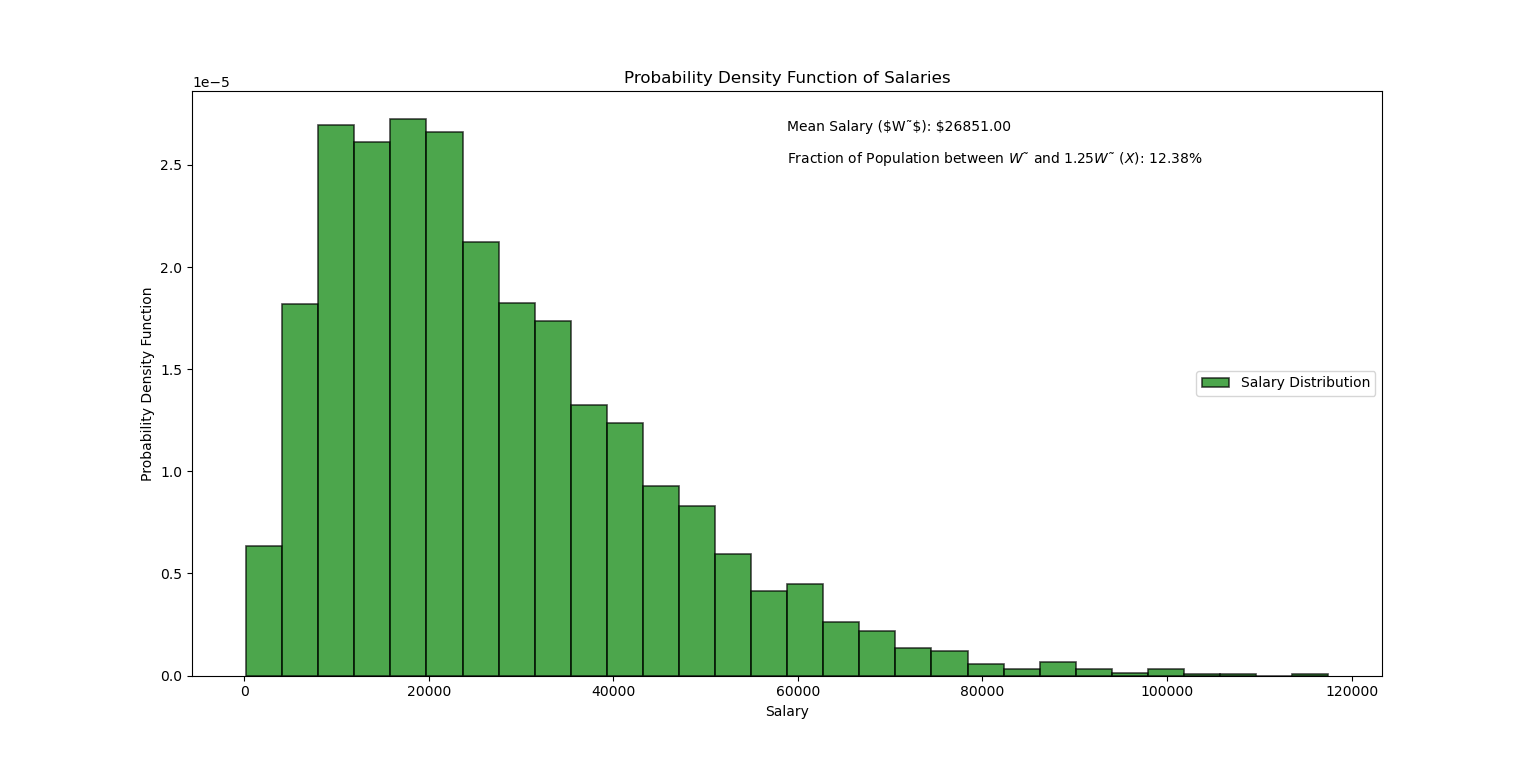 Probability Density Function of Salaries
1e−5
Mean Salary ($W˜$): $26851.00
Fraction of Population between W˜ and 1.25W˜ (X): 12.38%
2.5
2.0
1.5
1.0
0.5
0.0
Probability Density Function
Salary Distribution
0 20000 40000 60000 80000 100000 120000
Salary